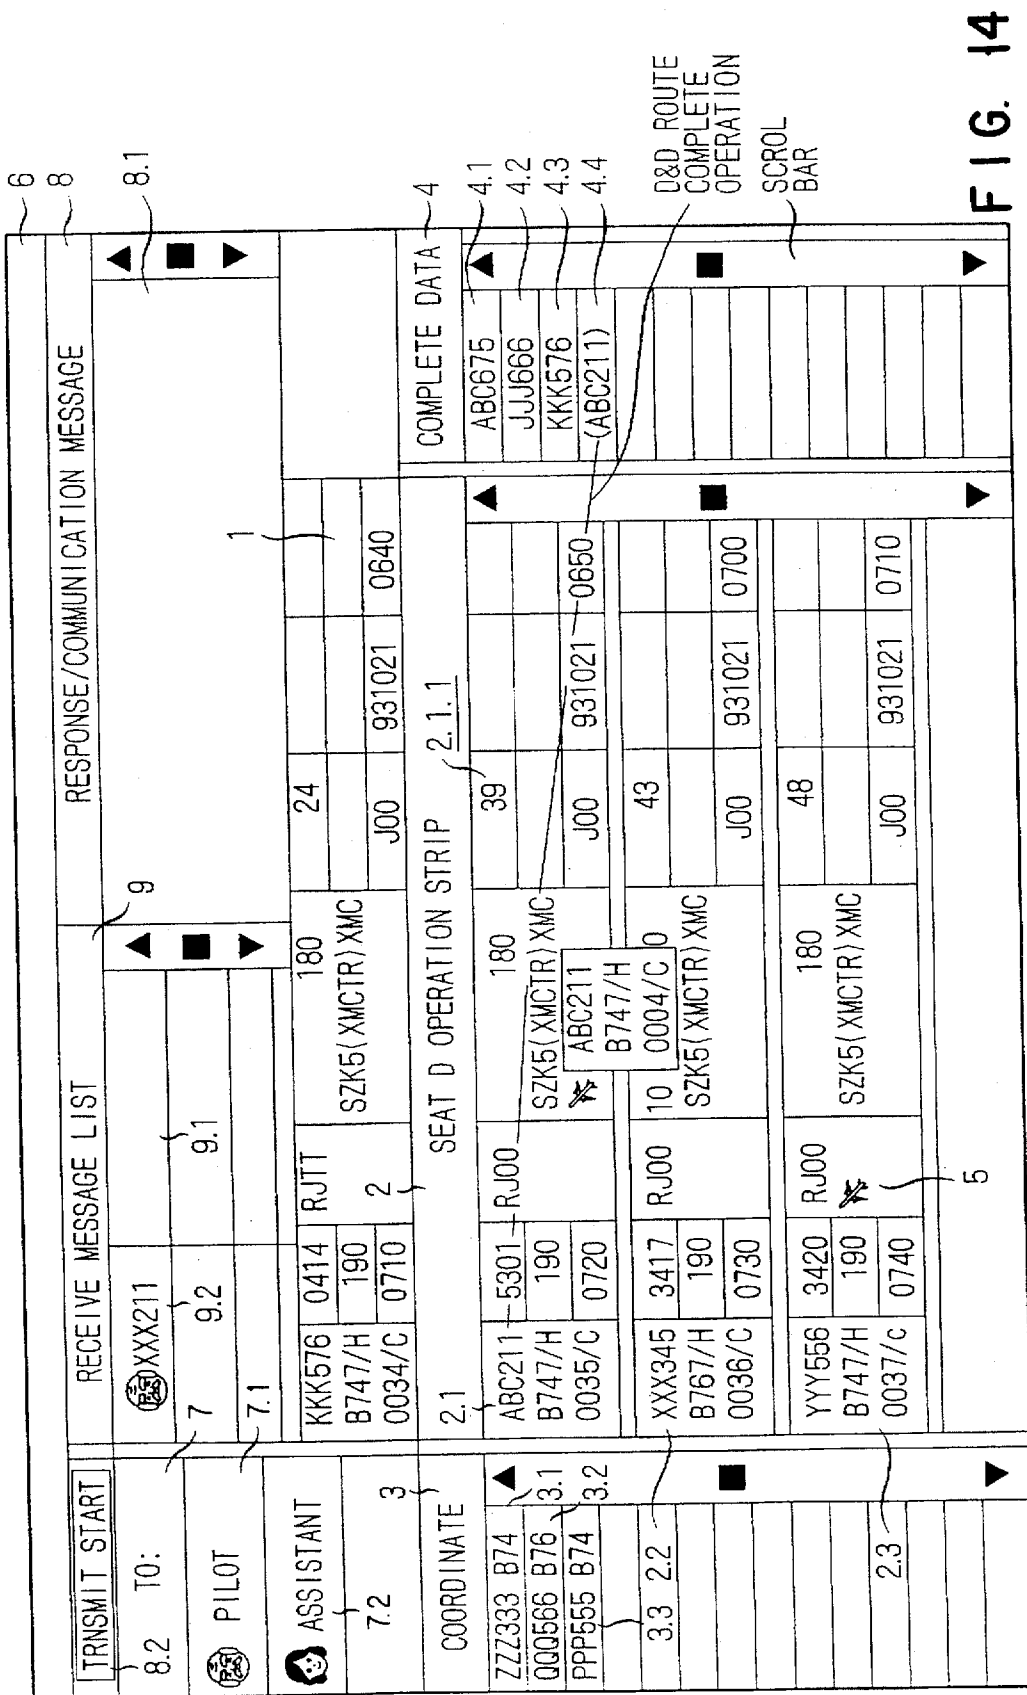 6
RECEIVE MESSAGE LIST
RESPONSE/COMMUNICATION MESSAGE
8
TRNSMIT START
9
8.1
8.2
TO:
XXX211
7
9.2
9.1
PILOT
7.1
ASSISTANT
7.2
KKK576 0414 RJTT 180 24
1
B747/H 190 SZK5(XMCTR)XMC
0034/C 0710 J00 931021 0640
COORDINATE
3
SEAT D OPERATION STRIP
2
COMPLETE DATA
4
2.1
2.1.1
ZZZ333 B74
3.1
QQQ566 B76
3.2
PPP555 B74
3.3
2.2
2.3
ABC211 5301 RJ00 180 39
B747/H 190 SZK5(XMCTR)XMC
0035/C 0720 J00 931021 0650
ABC211
B747/H
0004/C
0
XXX345 3417 RJ00 10 43
B767/H 190 SZK5(XMCTR)XMC
0036/C 0730 J00 931021 0700
YYY556 3420 RJ00 180 48
B747/H 190 SZK5(XMCTR)XMC
0037/c 0740 J00 931021 0710
5
ABC675
4.1
JJJ666
4.2
KKK576
4.3
(ABC211)
4.4
D&D ROUTE
COMPLETE
OPERATION
SCROL
BAR
FIG. 14